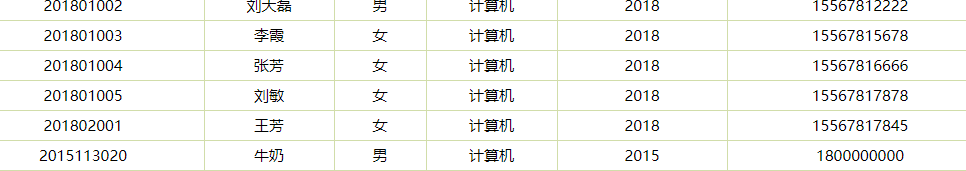 201801002 刘天磊 男 计算机 2018 15567812222
201801003 李霞 女 计算机 2018 15567815678
201801004 张芳 女 计算机 2018 15567816666
201801005 刘敏 女 计算机 2018 15567817878
201802001 王芳 女 计算机 2018 15567817845
2015113020 牛奶 男 计算机 2015 1800000000